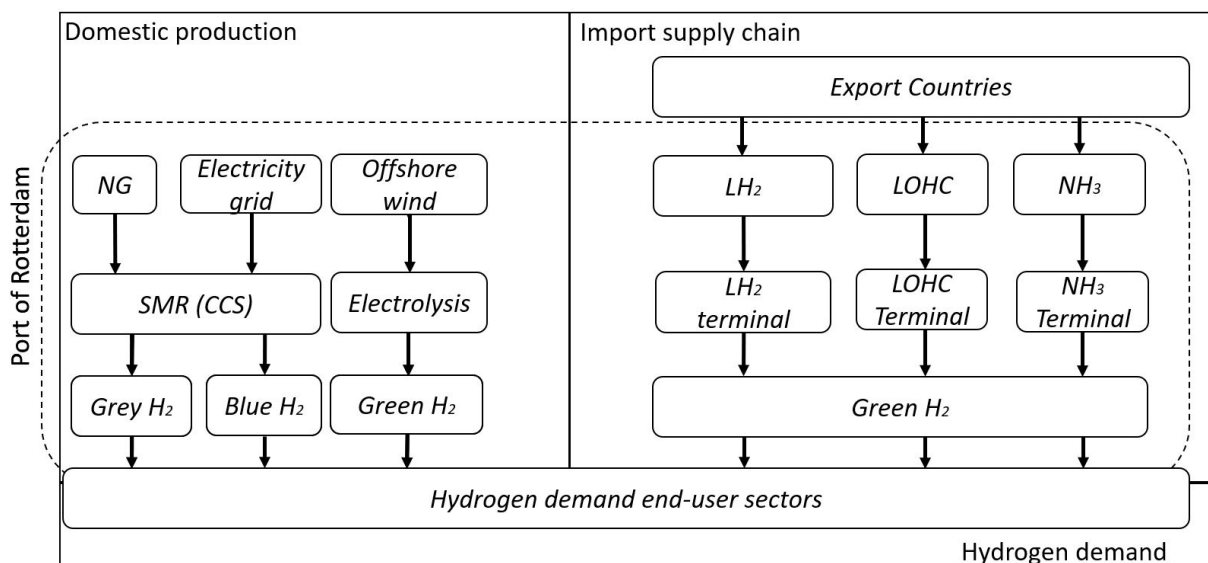 Domestic production
Import supply chain
Export Countries
Port of Rotterdam
NG
Electricity
grid
Offshore
wind
LH₂
LOHC
NH₃
SMR (CCS)
Electrolysis
LH₂
terminal
LOHC
Terminal
NH₃
Terminal
Grey H₂
Blue H₂
Green H₂
Green H₂
Hydrogen demand end-user sectors
Hydrogen demand